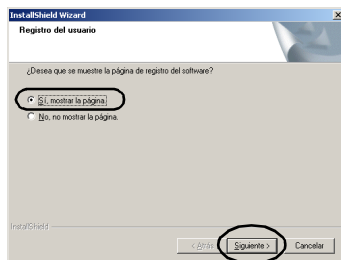 InstallShield Wizard
Registro del usuario
¿Desea que se muestre la página de registro del software?
Sí, mostrar la página.
No, no mostrar la página.
InstallShield
< Atrás
Siguiente >
Cancelar